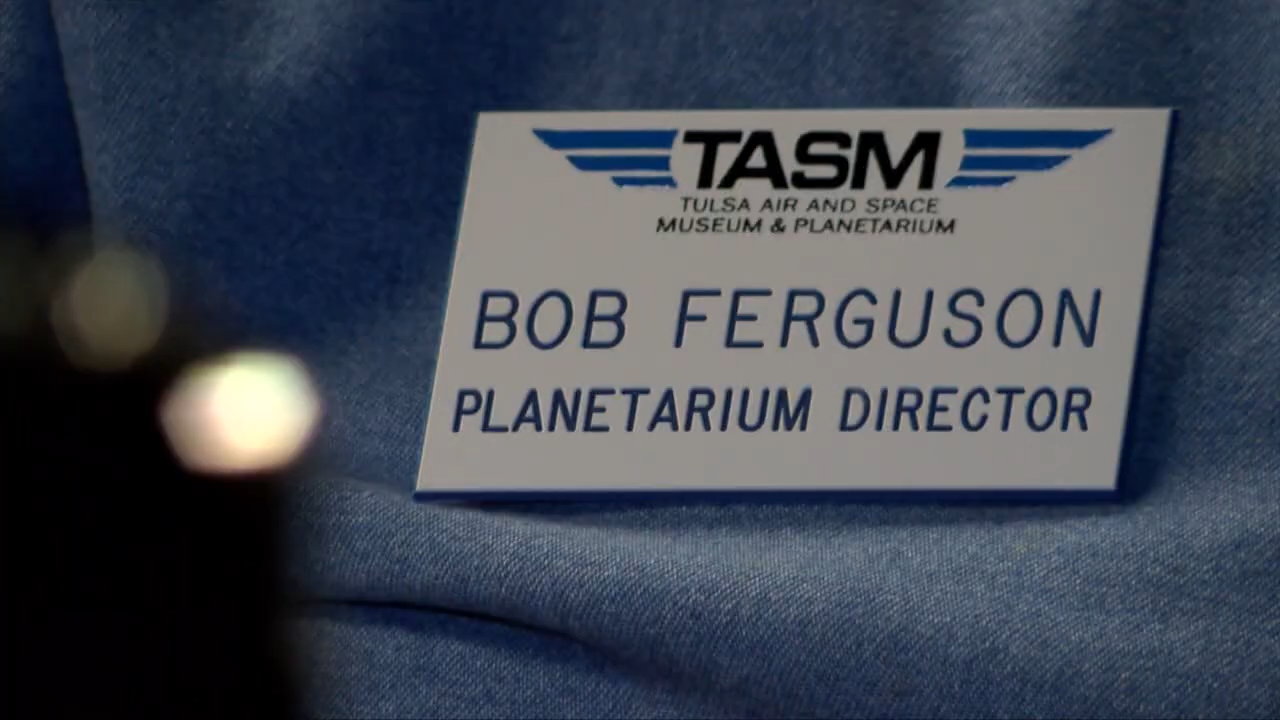 TASM
TULSA AIR AND SPACE
MUSEUM & PLANETARIUM
BOB FERGUSON
PLANETARIUM DIRECTOR